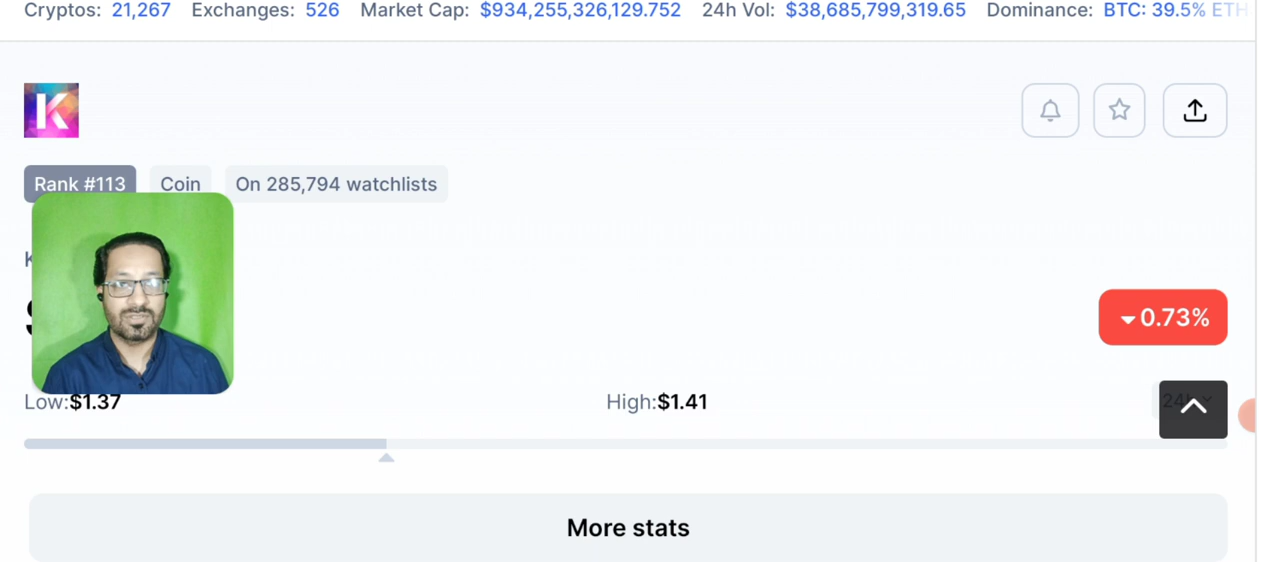 Cryptos: 21,267 Exchanges: 526 Market Cap: $934,255,326,129.752 24h Vol: $38,685,799,319.65 Dominance: BTC: 39.5% ETH
K
Rank #113 Coin On 285,794 watchlists
K
0.73%
Low:$1.37 High:$1.41 24h
More stats